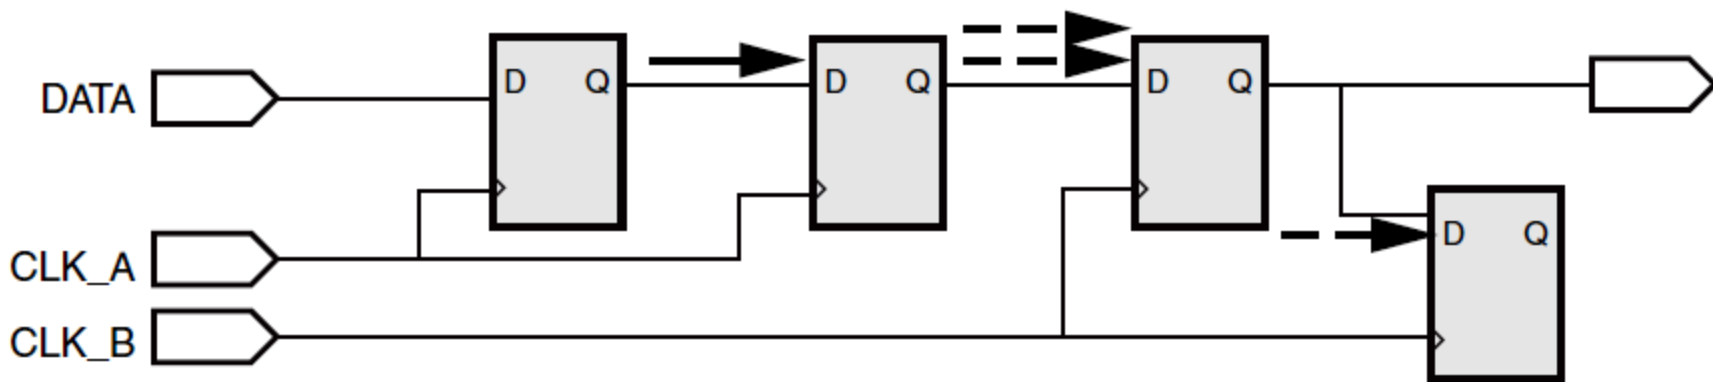 DATA
D Q
D Q
D Q
D Q
CLK_A
CLK_B